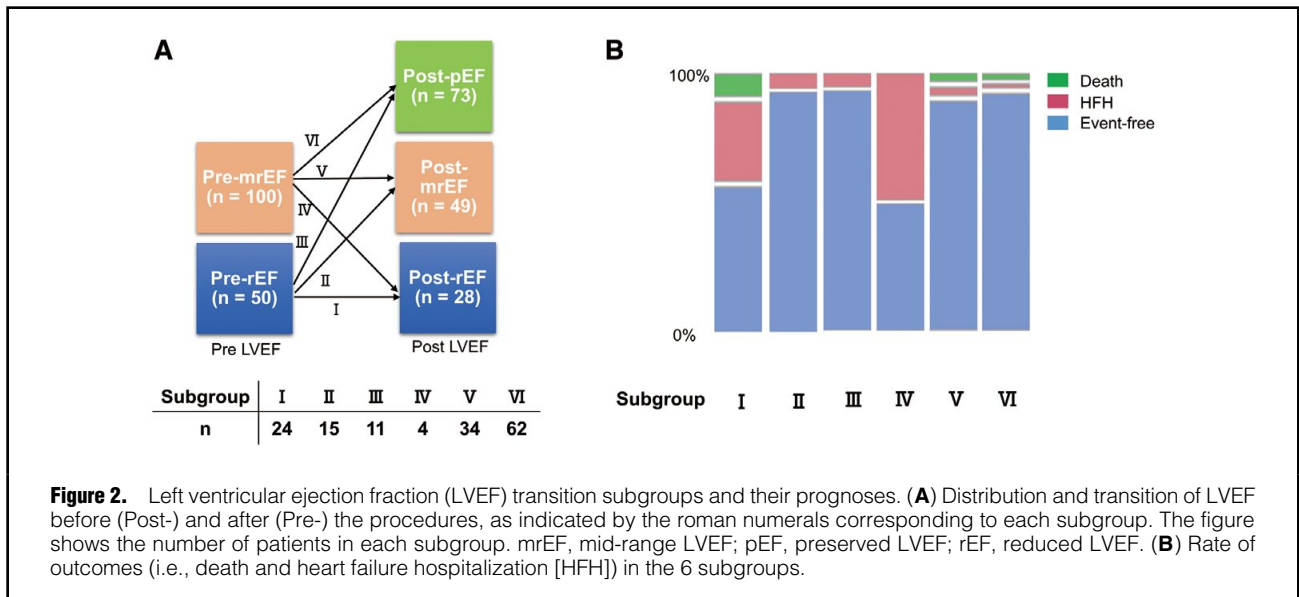 A
Post-pEF
(n = 73)
Pre-mrEF
(n = 100)
Post-
mrEF
(n = 49)
Pre-rEF
(n = 50)
Post-rEF
(n = 28)
Ⅵ
Ⅴ
Ⅳ
Ⅲ
Ⅱ
Ⅰ
Pre LVEF
Post LVEF
Subgroup Ⅰ Ⅱ Ⅲ Ⅳ Ⅴ Ⅵ
n 24 15 11 4 34 62
B
100%
0%
Death
HFH
Event-free
Subgroup Ⅰ Ⅱ Ⅲ Ⅳ Ⅴ Ⅵ
Figure 2. Left ventricular ejection fraction (LVEF) transition subgroups and their prognoses. (A) Distribution and transition of LVEF
before (Post-) and after (Pre-) the procedures, as indicated by the roman numerals corresponding to each subgroup. The figure
shows the number of patients in each subgroup. mrEF, mid-range LVEF; pEF, preserved LVEF; rEF, reduced LVEF. (B) Rate of
outcomes (i.e., death and heart failure hospitalization [HFH]) in the 6 subgroups.